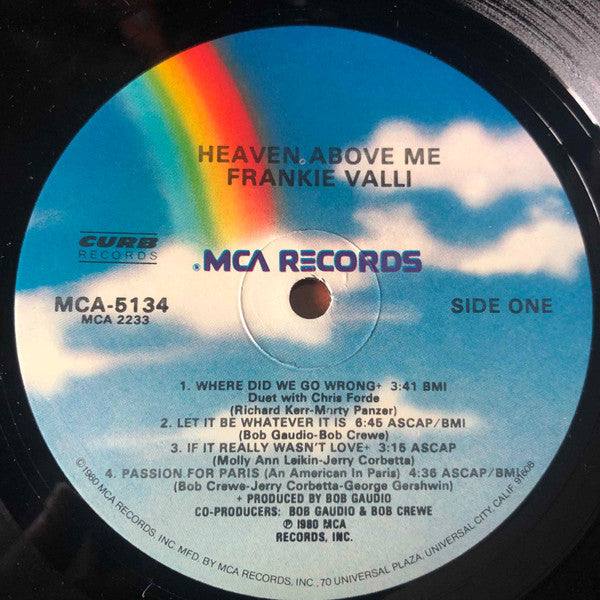 HEAVEN ABOVE ME
FRANKIE VALLI
CURB
RECORDS
MCA RECORDS
MCA-5134
MCA 2233
SIDE ONE
1. WHERE DID WE GO WRONG+ 3:41 BMI
Duet with Chris Forde
(Richard Kerr-Morty Panzer)
2. LET IT BE WHATEVER IT IS 6:45 ASCAP/BMI
(Bob Gaudio-Bob Crewe)
3. IF IT REALLY WASN'T LOVE+ 3:15 ASCAP
(Molly Ann Leikin-Jerry Corbetta)
4. PASSION FOR PARIS (An American In Paris) 4:36 ASCAP/BMI
(Bob Crewe-Jerry Corbetta-George Gershwin)
+ PRODUCED BY BOB GAUDIO
CO-PRODUCERS: BOB GAUDIO & BOB CREWE
℗ 1980 MCA
RECORDS, INC.
©1980 MCA RECORDS, INC. MFD. BY MCA RECORDS, INC., 70 UNIVERSAL PLAZA, UNIVERSAL CITY, CALIF. 91608